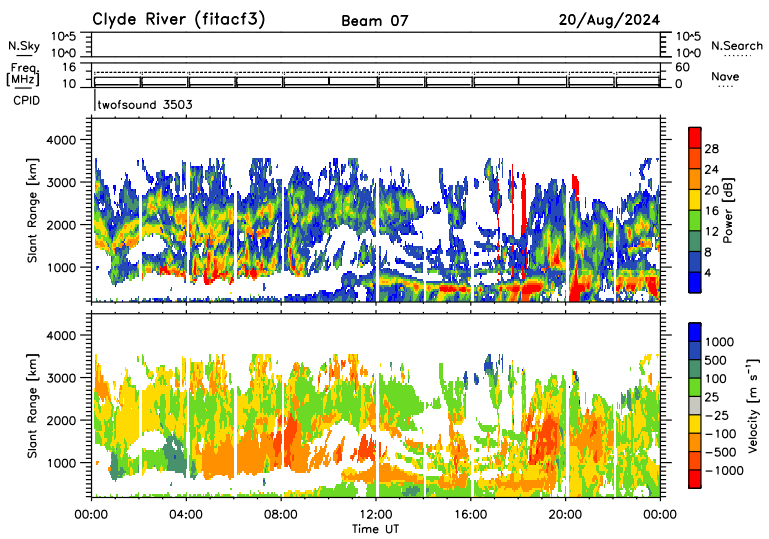 Clyde River (fitacf3) Beam 07 20/Aug/2024
N.Sky 10^5 10^0 10^5 10^0 N.Search
Freq. [MHz] 16 10 60 0 Nave
CPID twofsound 3503
Slant Range [km] 4000 3000 2000 1000
Power [dB] 28 24 20 16 12 8 4
Slant Range [km] 4000 3000 2000 1000
Velocity [m s⁻¹] 1000 500 100 25 −25 −100 −500 −1000
00:00 04:00 08:00 12:00 16:00 20:00 00:00
Time UT